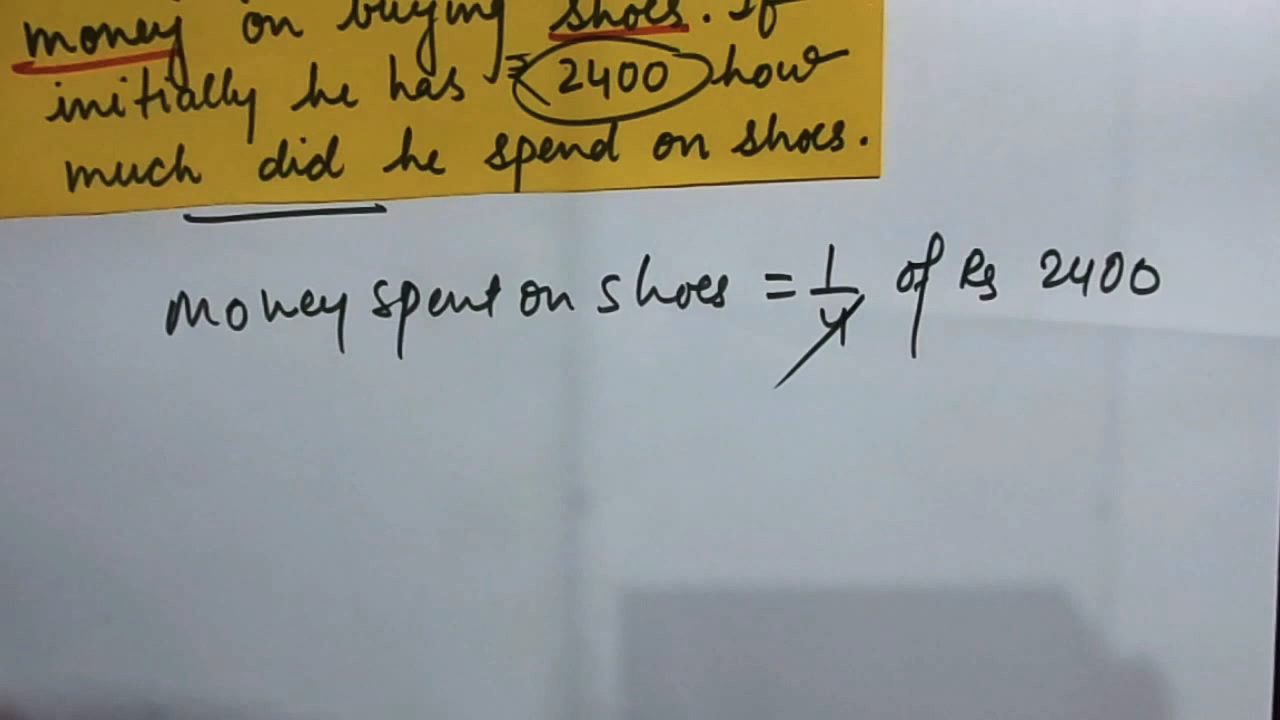 money on buying shoes. If
initially he has ₹ 2400 how
much did he spend on shoes.
money spent on shoes = 1/4 of Rs 2400